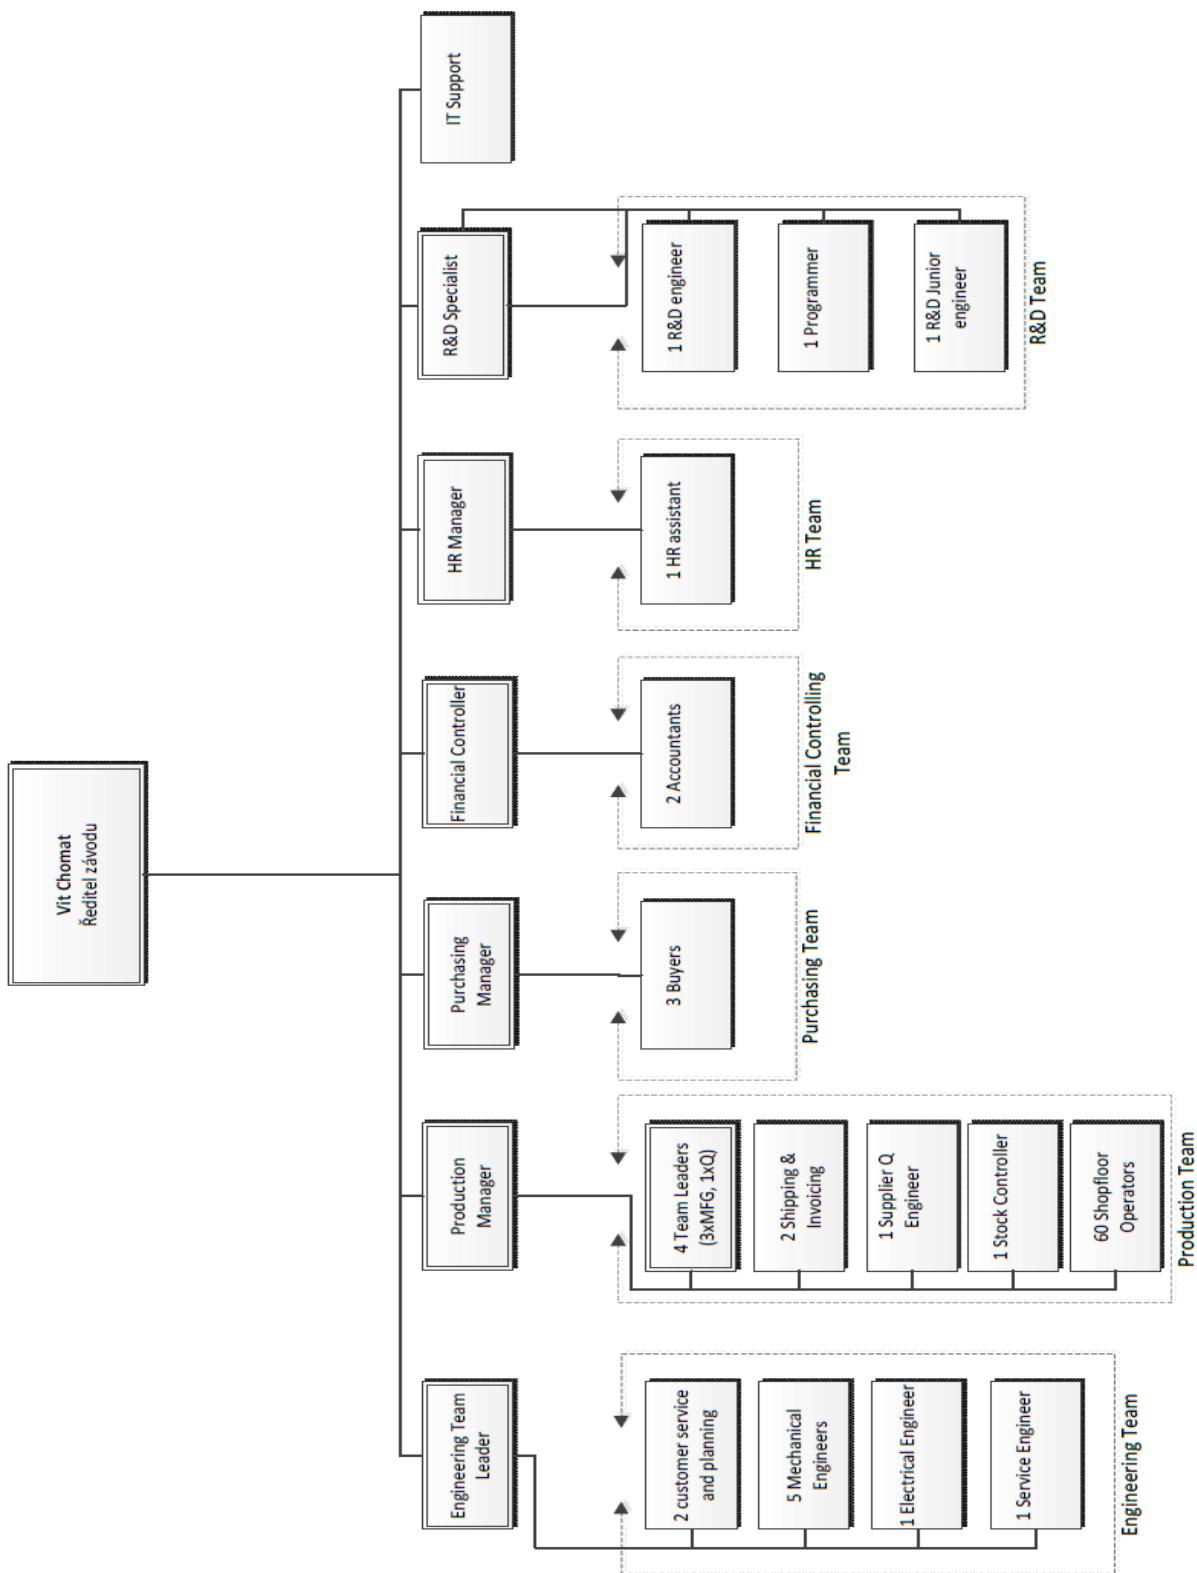 Vit Chomat
Ředitel závodu
Engineering Team
Leader
Production
Manager
Purchasing
Manager
Financial Controller
HR Manager
R&D Specialist
IT Support
2 customer service
and planning
5 Mechanical
Engineers
1 Electrical Engineer
1 Service Engineer
Engineering Team
4 Team Leaders
(3xMFG, 1xQ)
2 Shipping &
Invoicing
1 Supplier Q
Engineer
1 Stock Controller
60 Shopfloor
Operators
Production Team
3 Buyers
Purchasing Team
2 Accountants
Financial Controlling
Team
1 HR assistant
HR Team
1 R&D engineer
1 Programmer
1 R&D Junior
engineer
R&D Team